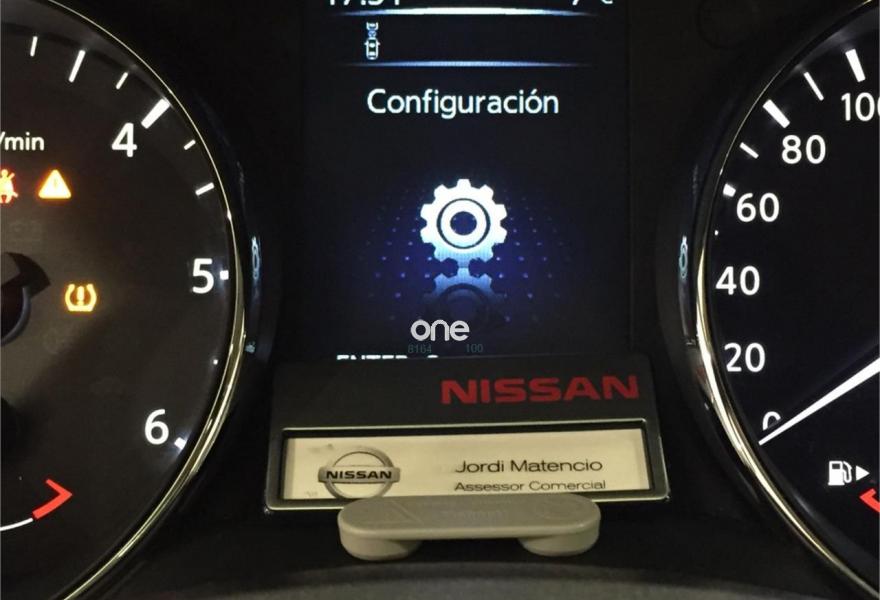 /min
4
5
6
Configuración
one
8164 100
NISSAN
NISSAN
Jordi Matencio
Assessor Comercial
100
80
60
40
20
0